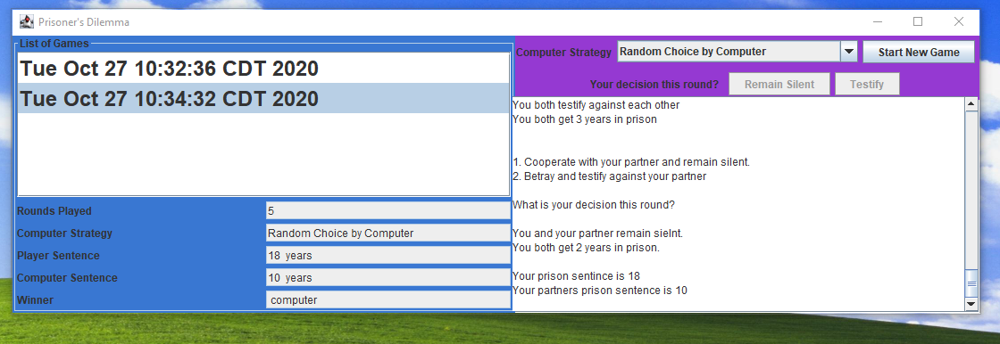 Prisoner's Dilemma
List of Games
Tue Oct 27 10:32:36 CDT 2020
Tue Oct 27 10:34:32 CDT 2020
Rounds Played 5
Computer Strategy Random Choice by Computer
Player Sentence 18 years
Computer Sentence 10 years
Winner computer
Computer Strategy Random Choice by Computer Start New Game
Your decision this round? Remain Silent Testify
You both testify against each other
You both get 3 years in prison
1. Cooperate with your partner and remain silent.
2. Betray and testify against your partner
What is your decision this round?
You and your partner remain sielnt.
You both get 2 years in prison.
Your prison sentince is 18
Your partners prison sentence is 10